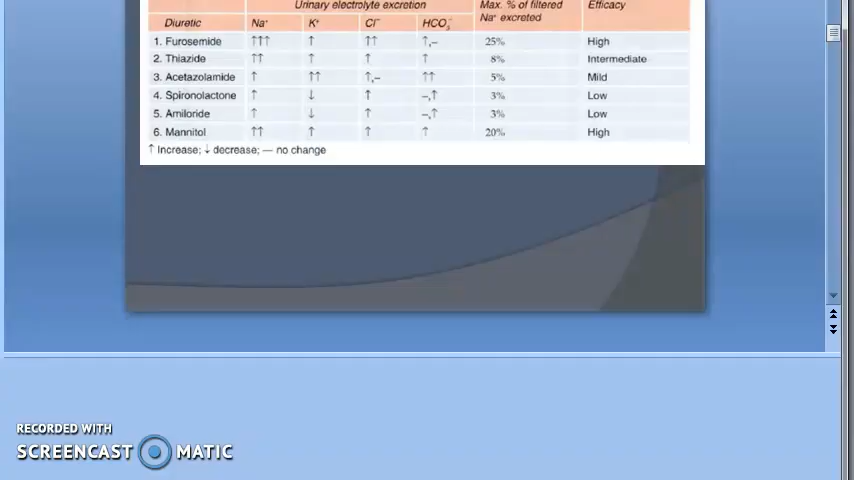 Urinary electrolyte excretion Max. % of filtered Na⁺ excreted Efficacy
Diuretic Na⁺ K⁺ Cl⁻ HCO₃⁻
1. Furosemide ↑↑↑ ↑ ↑↑ ↑,– 25% High
2. Thiazide ↑↑ ↑ ↑ ↑ 8% Intermediate
3. Acetazolamide ↑ ↑↑ ↑,– ↑↑ 5% Mild
4. Spironolactone ↑ ↓ ↑ –,↑ 3% Low
5. Amiloride ↑ ↓ ↑ –,↑ 3% Low
6. Mannitol ↑↑ ↑ ↑ ↑ 20% High
↑ Increase; ↓ decrease; — no change
RECORDED WITH
SCREENCAST MATIC